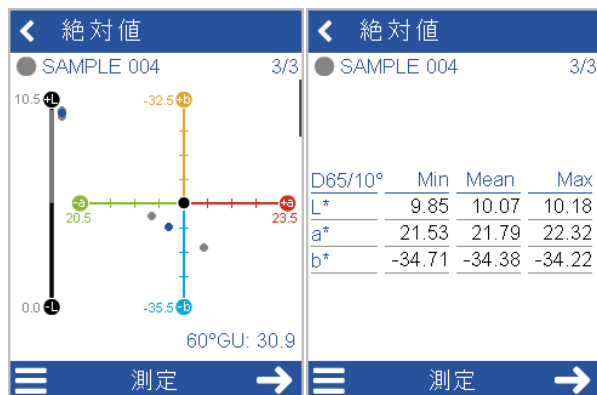 絶対値
SAMPLE 004 3/3
10.5 +L -32.5 +b
-a +a
20.5 23.5
0.0 -L -35.5 -b
60°GU: 30.9
測定
絶対値
SAMPLE 004 3/3
D65/10° Min Mean Max
L* 9.85 10.07 10.18
a* 21.53 21.79 22.32
b* -34.71 -34.38 -34.22
測定